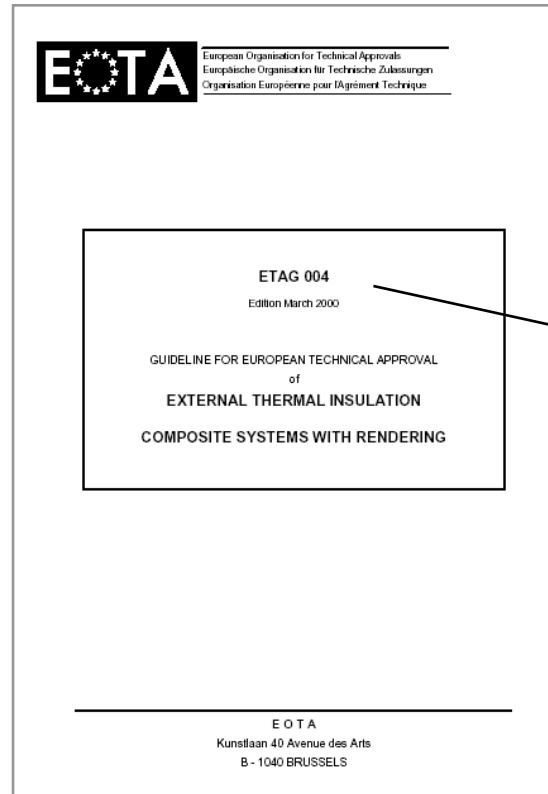 EOTA
European Organisation for Technical Approvals
Europäische Organisation für Technische Zulassungen
Organisation Européenne pour l'Agrément Technique
ETAG 004
Edition March 2000
GUIDELINE FOR EUROPEAN TECHNICAL APPROVAL
of
EXTERNAL THERMAL INSULATION
COMPOSITE SYSTEMS WITH RENDERING
E O T A
Kunstlaan 40 Avenue des Arts
B - 1040 BRUSSELS